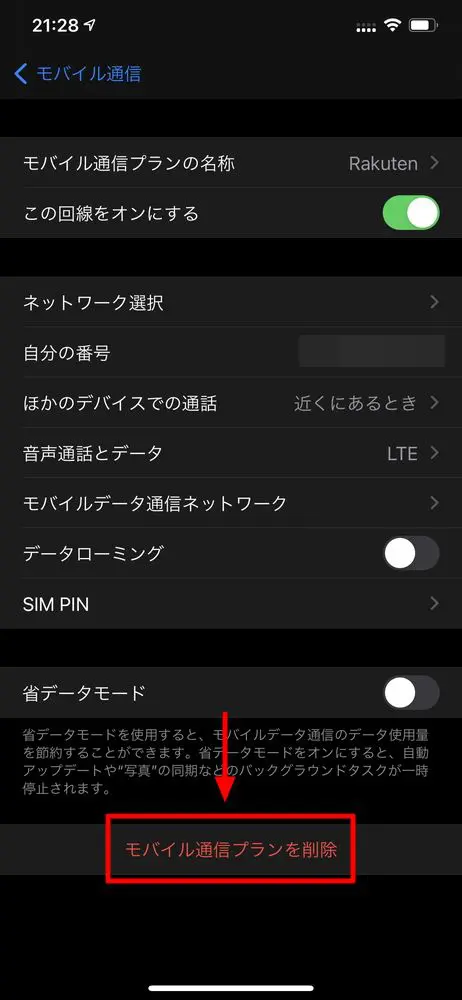 21:28
モバイル通信
モバイル通信プランの名称 Rakuten
この回線をオンにする
ネットワーク選択
自分の番号
ほかのデバイスでの通話 近くにあるとき
音声通話とデータ LTE
モバイルデータ通信ネットワーク
データローミング
SIM PIN
省データモード
省データモードを使用すると、モバイルデータ通信のデータ使用量
を節約することができます。省データモードをオンにすると、自動
アップデートや“写真”の同期などのバックグラウンドタスクが一時
停止されます。
モバイル通信プランを削除